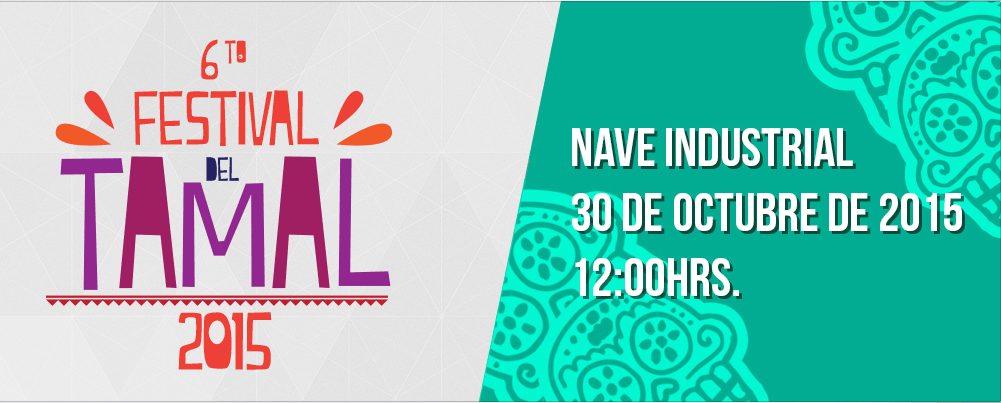 6TO
FESTIVAL
DEL
TAMAL
2015
NAVE INDUSTRIAL
30 DE OCTUBRE DE 2015
12:00HRS.